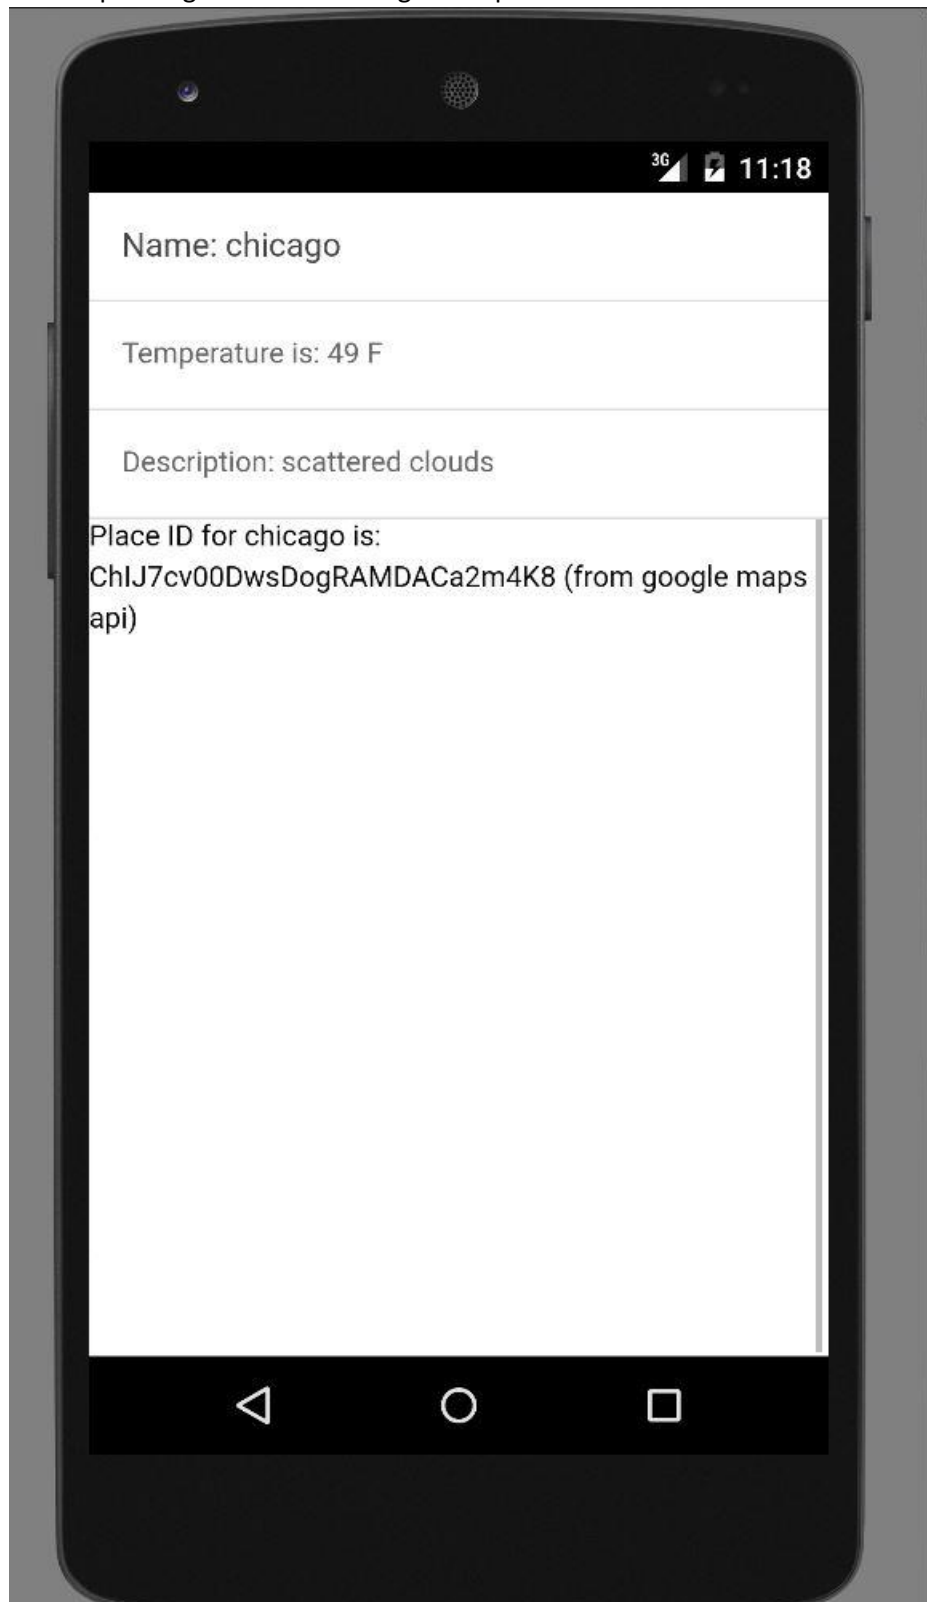 3G 11:18
Name: chicago
Temperature is: 49 F
Description: scattered clouds
Place ID for chicago is:
ChIJ7cv00DwsDogRAMDACa2m4K8 (from google maps
api)